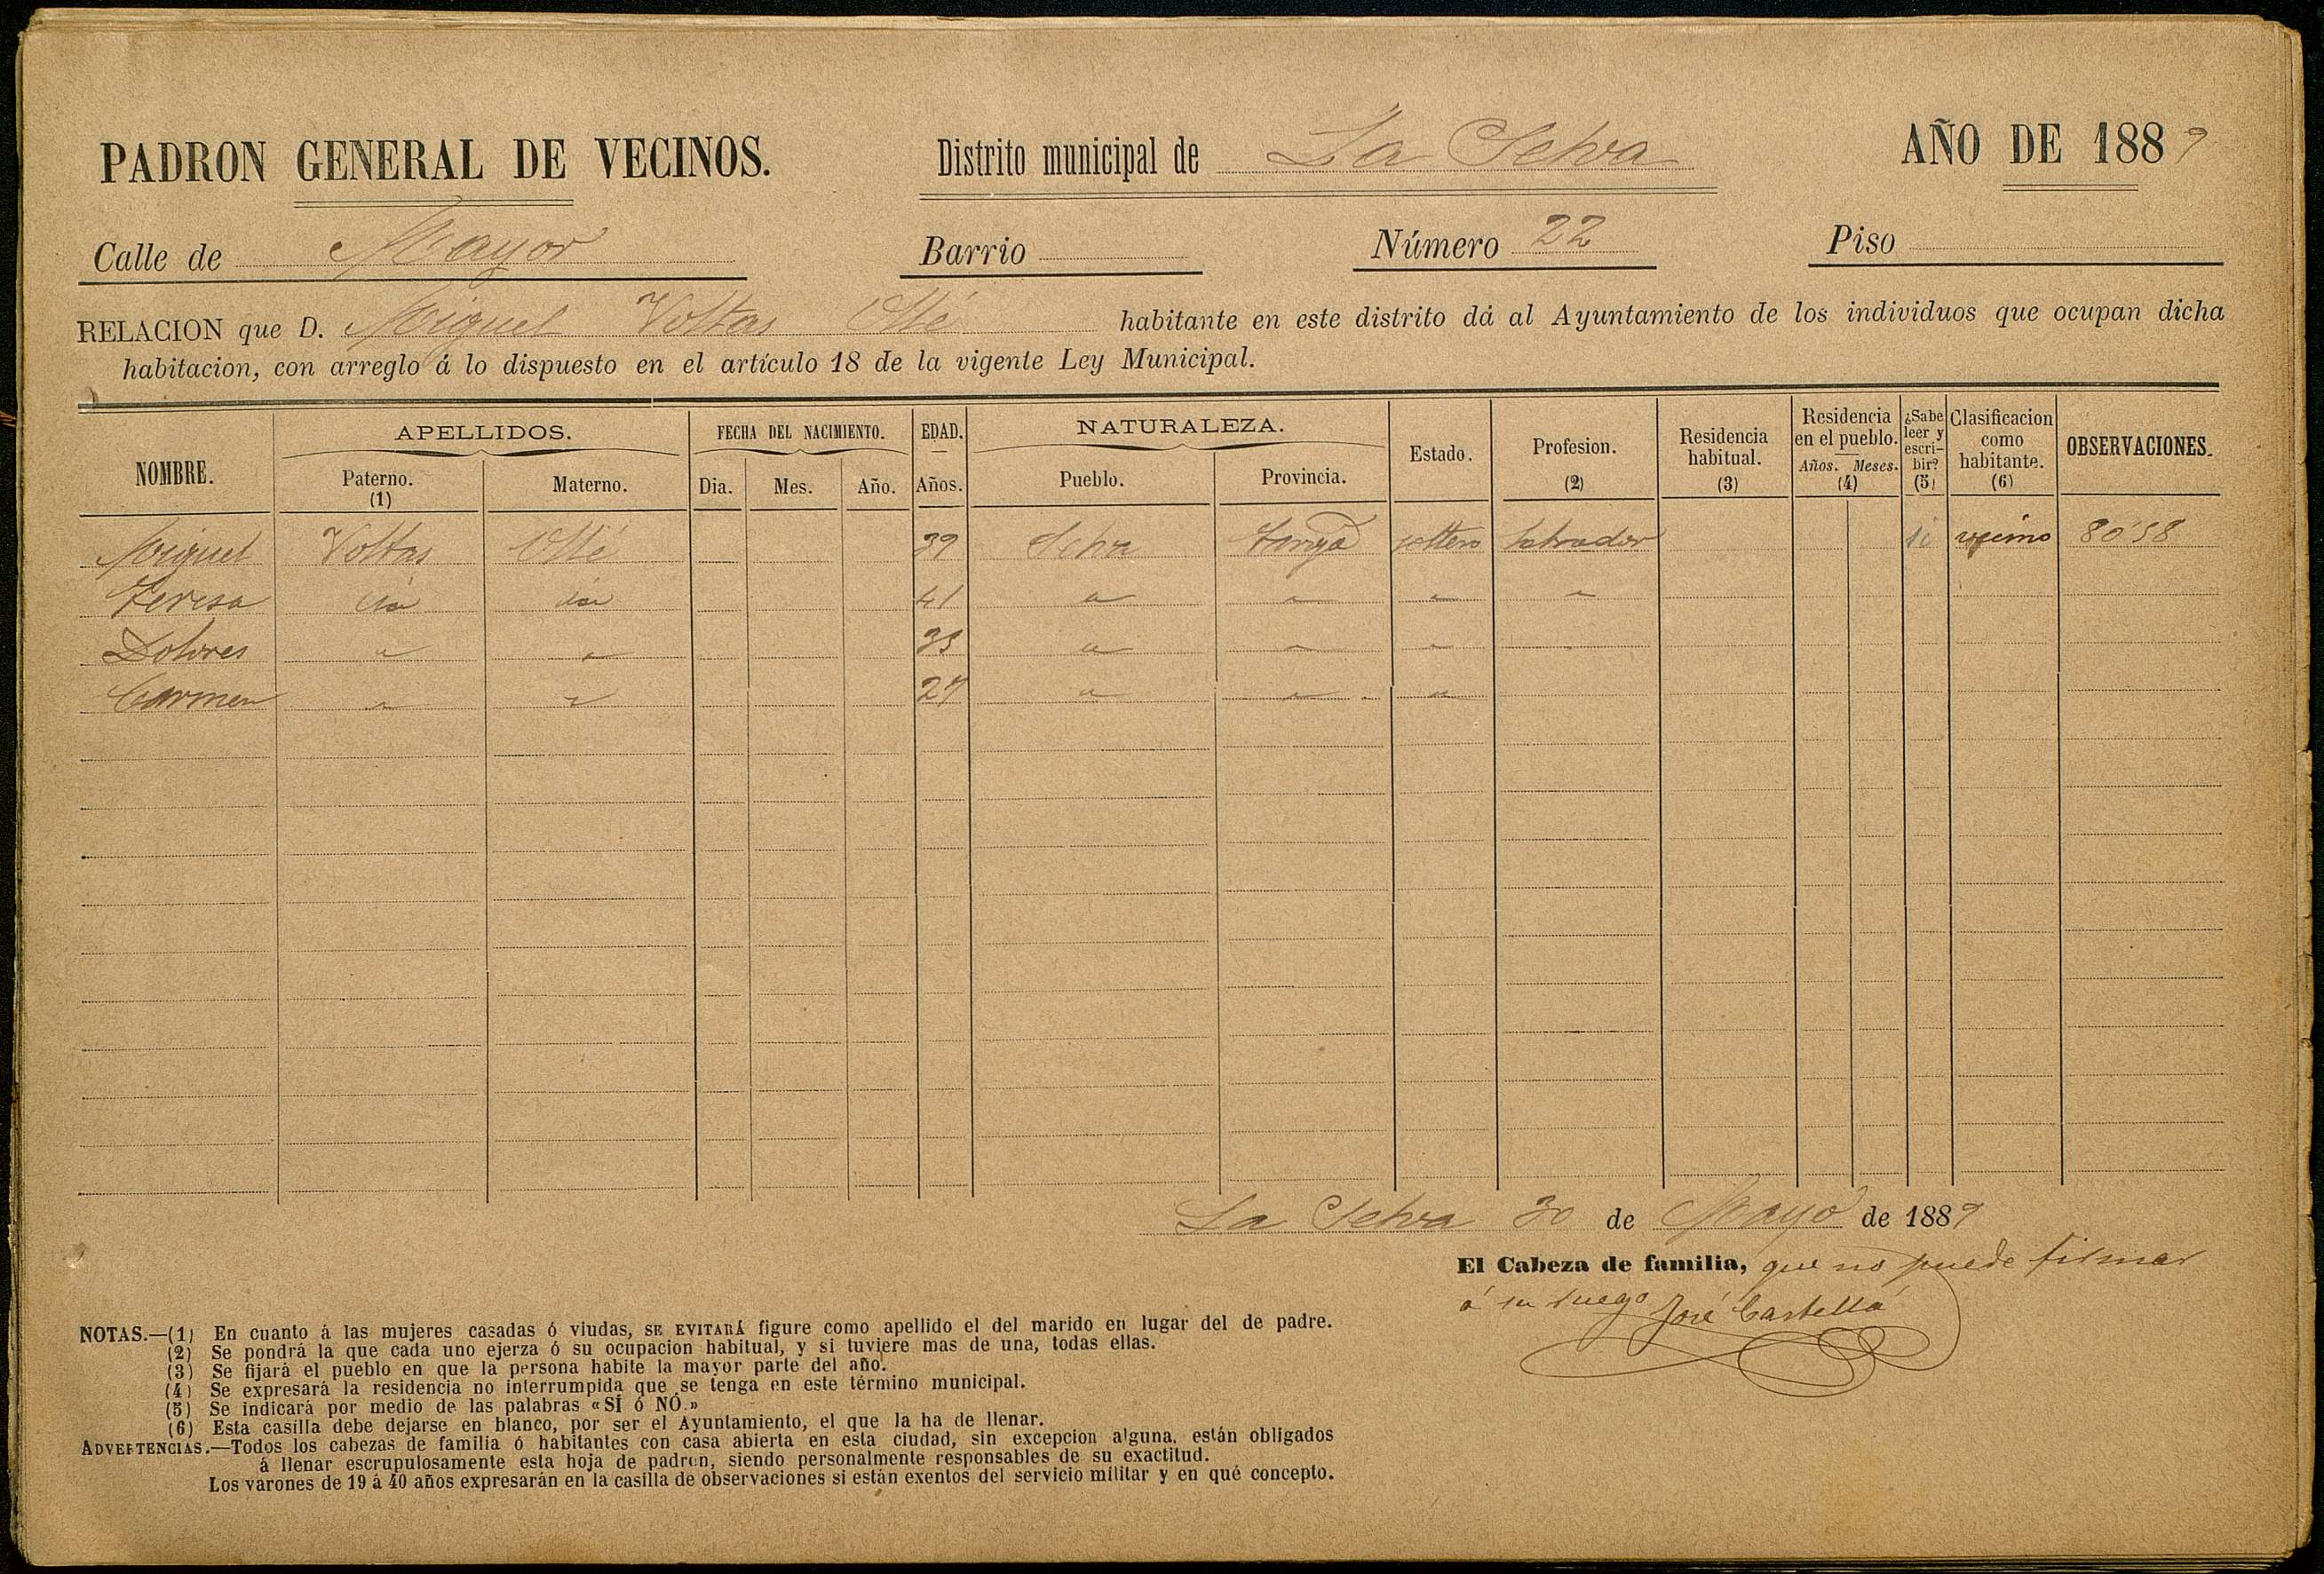 PADRON GENERAL DE VECINOS. Distrito municipal de La Selva AÑO DE 1889
Calle de Mayor Barrio Número 22 Piso
RELACION que D. Miguel Voltas Ollé habitante en este distrito dá al Ayuntamiento de los individuos que ocupan dicha
habitacion, con arreglo á lo dispuesto en el artículo 18 de la vigente Ley Municipal.
NOMBRE. APELLIDOS. FECHA DEL NACIMIENTO. EDAD. NATURALEZA. Estado. Profesion. (2) Residencia habitual. (3) Residencia en el pueblo. ¿Sabe leer y escri-bir? (5) Clasificacion como habitante. (6) OBSERVACIONES.
Paterno. (1) Materno. Dia. Mes. Año. Años. Pueblo. Provincia. Años. Meses. (4)
Miguel Voltas Ollé 39 Selva Tarrgª soltero labrador si vecino 80'58
Teresa id id 41 " " " "
Dolores " " 35 " " "
Carmen " " 27 " " "
La Selva 30 de Mayo de 1889
El Cabeza de familia, que no puede firmar
á su ruego José Castellá
NOTAS.—(1) En cuanto á las mujeres casadas ó viudas, SE EVITARÁ figure como apellido el del marido en lugar del de padre.
(2) Se pondrá la que cada uno ejerza ó su ocupacion habitual, y si tuviere mas de una, todas ellas.
(3) Se fijará el pueblo en que la persona habite la mayor parte del año.
(4) Se expresará la residencia no interrumpida que se tenga en este término municipal.
(5) Se indicará por medio de las palabras «SÍ ó NÓ.»
(6) Esta casilla debe dejarse en blanco, por ser el Ayuntamiento, el que la ha de llenar.
ADVERTENCIAS.—Todos los cabezas de familia ó habitantes con casa abierta en esta ciudad, sin excepcion alguna, están obligados
á llenar escrupulosamente esta hoja de padron, siendo personalmente responsables de su exactitud.
Los varones de 19 á 40 años expresarán en la casilla de observaciones si están exentos del servicio militar y en qué concepto.